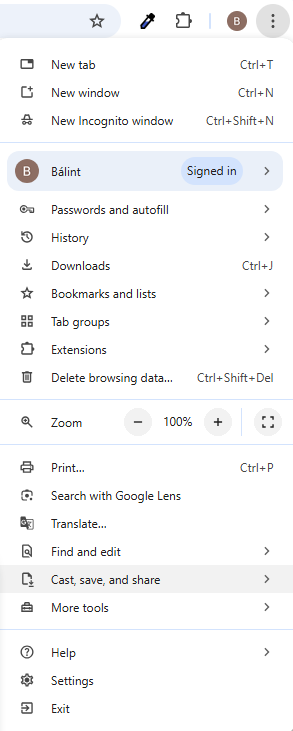 B
New tab Ctrl+T
New window Ctrl+N
New Incognito window Ctrl+Shift+N
B Bálint Signed in
Passwords and autofill
History
Downloads Ctrl+J
Bookmarks and lists
Tab groups
Extensions
Delete browsing data... Ctrl+Shift+Del
Zoom − 100% +
Print... Ctrl+P
Search with Google Lens
Translate...
Find and edit
Cast, save, and share
More tools
Help
Settings
Exit